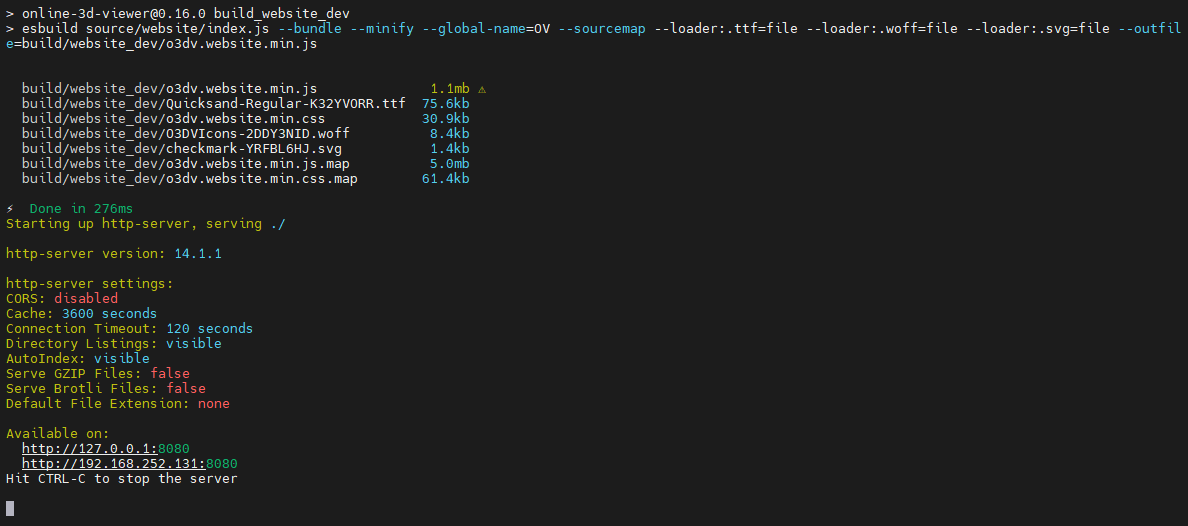 > online-3d-viewer@0.16.0 build_website_dev
> esbuild source/website/index.js --bundle --minify --global-name=OV --sourcemap --loader:.ttf=file --loader:.woff=file --loader:.svg=file --outfil
e=build/website_dev/o3dv.website.min.js
build/website_dev/o3dv.website.min.js 1.1mb ⚠
build/website_dev/Quicksand-Regular-K32YVORR.ttf 75.6kb
build/website_dev/o3dv.website.min.css 30.9kb
build/website_dev/O3DVIcons-2DDY3NID.woff 8.4kb
build/website_dev/checkmark-YRFBL6HJ.svg 1.4kb
build/website_dev/o3dv.website.min.js.map 5.0mb
build/website_dev/o3dv.website.min.css.map 61.4kb
⚡ Done in 276ms
Starting up http-server, serving ./
http-server version: 14.1.1
http-server settings:
CORS: disabled
Cache: 3600 seconds
Connection Timeout: 120 seconds
Directory Listings: visible
AutoIndex: visible
Serve GZIP Files: false
Serve Brotli Files: false
Default File Extension: none
Available on:
http://127.0.0.1:8080
http://192.168.252.131:8080
Hit CTRL-C to stop the server